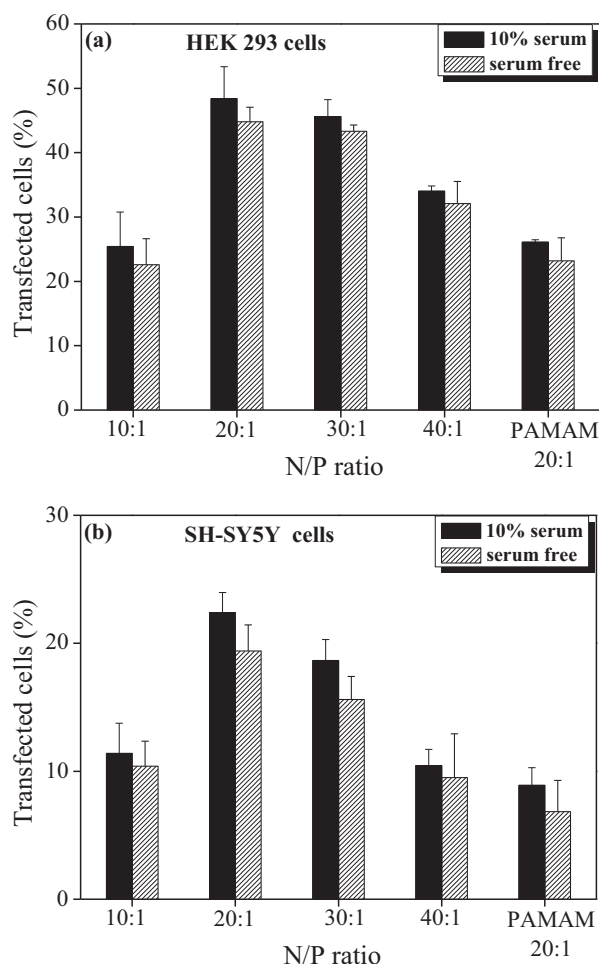 (a)
HEK 293 cells
10% serum
serum free
Transfected cells (%)
60
50
40
30
20
10
0
10:1 20:1 30:1 40:1 PAMAM
20:1
N/P ratio
(b)
SH-SY5Y cells
10% serum
serum free
Transfected cells (%)
30
20
10
0
10:1 20:1 30:1 40:1 PAMAM
20:1
N/P ratio